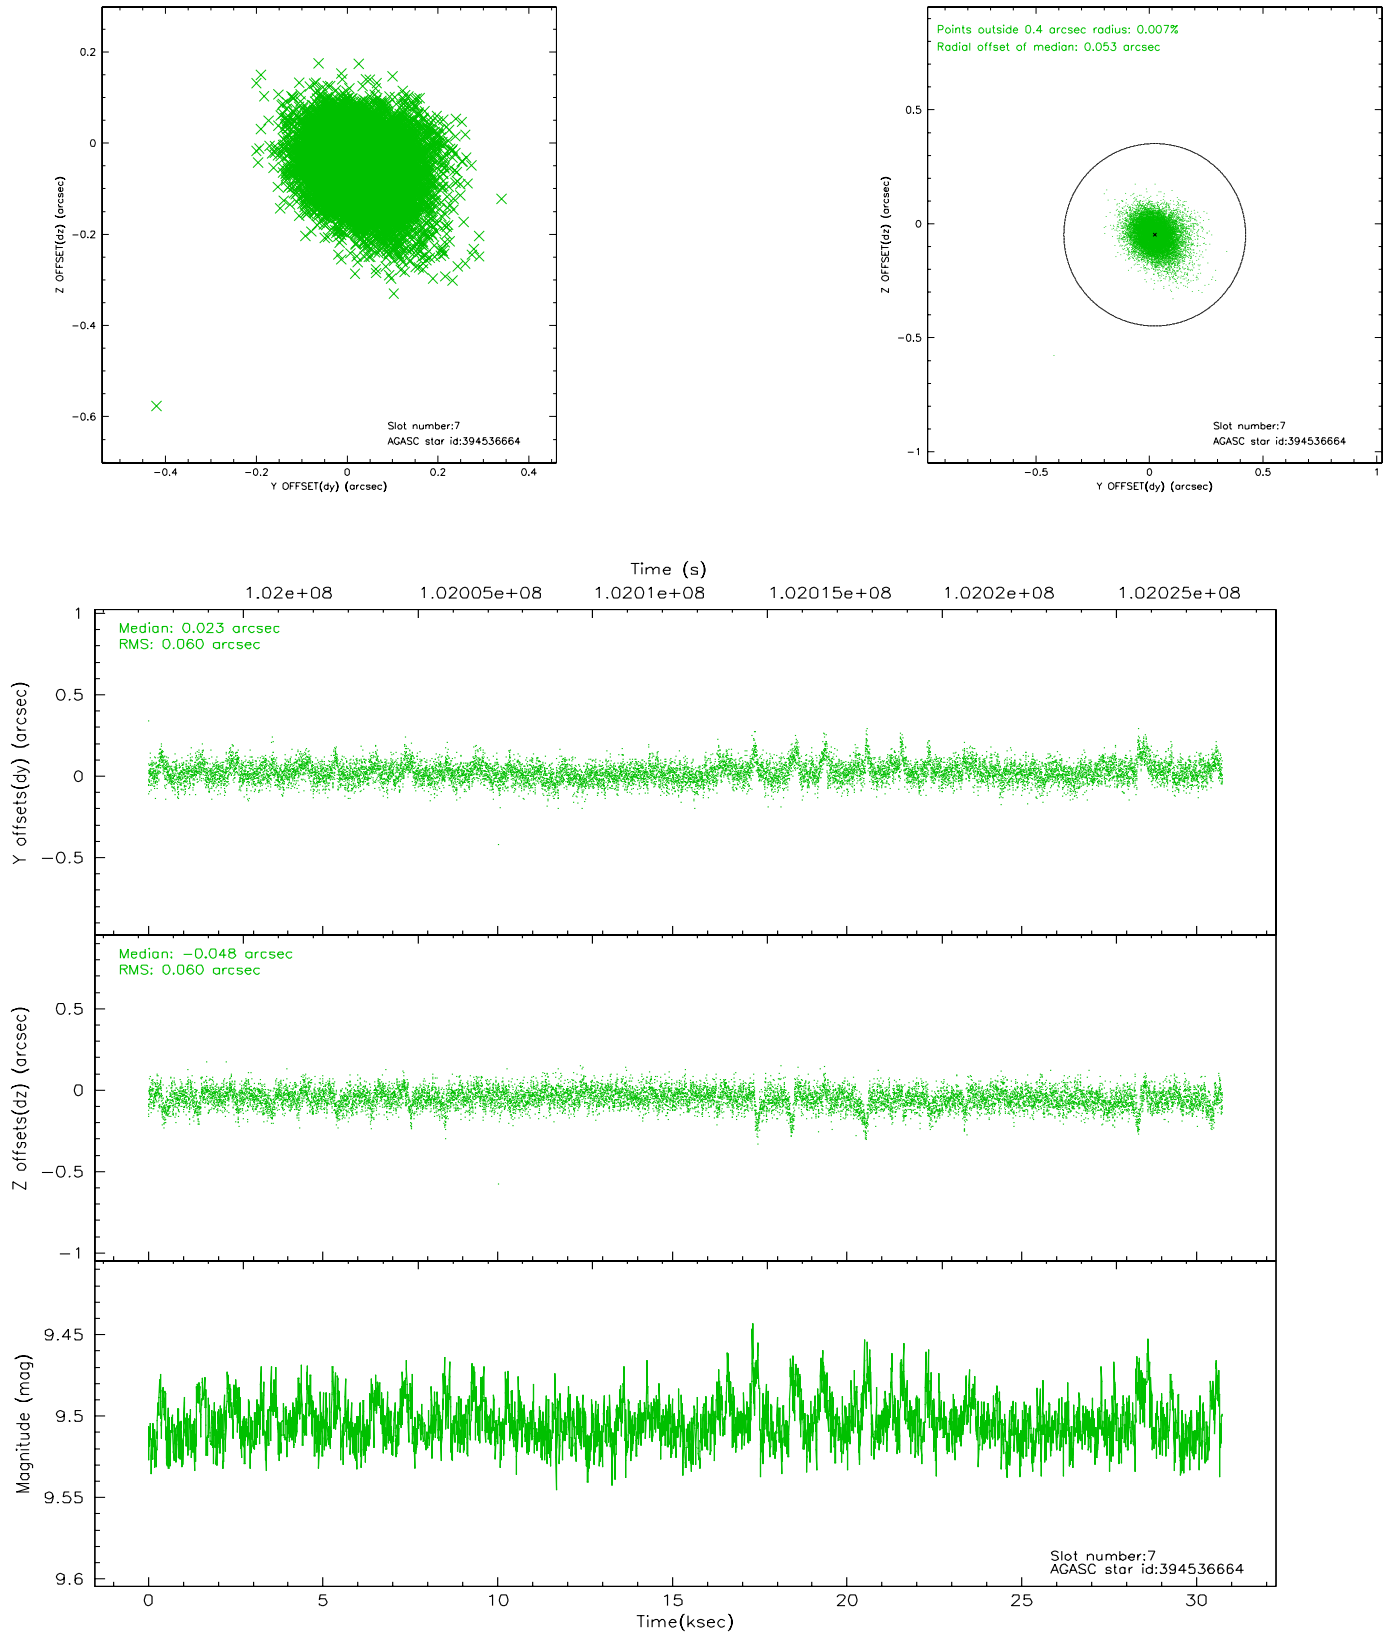 0.2
0
−0.2
−0.4
−0.6
Z OFFSET(dz) (arcsec)
−0.4 −0.2 0 0.2 0.4
Y OFFSET(dy) (arcsec)
Slot number:7
AGASC star id:394536664
Points outside 0.4 arcsec radius: 0.007%
Radial offset of median: 0.053 arcsec
0.5
0
−0.5
−1
Z OFFSET(dz) (arcsec)
−0.5 0 0.5 1
Y OFFSET(dy) (arcsec)
Slot number:7
AGASC star id:394536664
Time (s)
1.02e+08 1.02005e+08 1.0201e+08 1.02015e+08 1.0202e+08 1.02025e+08
Median: 0.023 arcsec
RMS: 0.060 arcsec
1
0.5
0
−0.5
Y offsets(dy) (arcsec)
Median: −0.048 arcsec
RMS: 0.060 arcsec
0.5
0
−0.5
−1
Z offsets(dz) (arcsec)
9.45
9.5
9.55
9.6
Magnitude (mag)
Slot number:7
AGASC star id:394536664
0 5 10 15 20 25 30
Time(ksec)